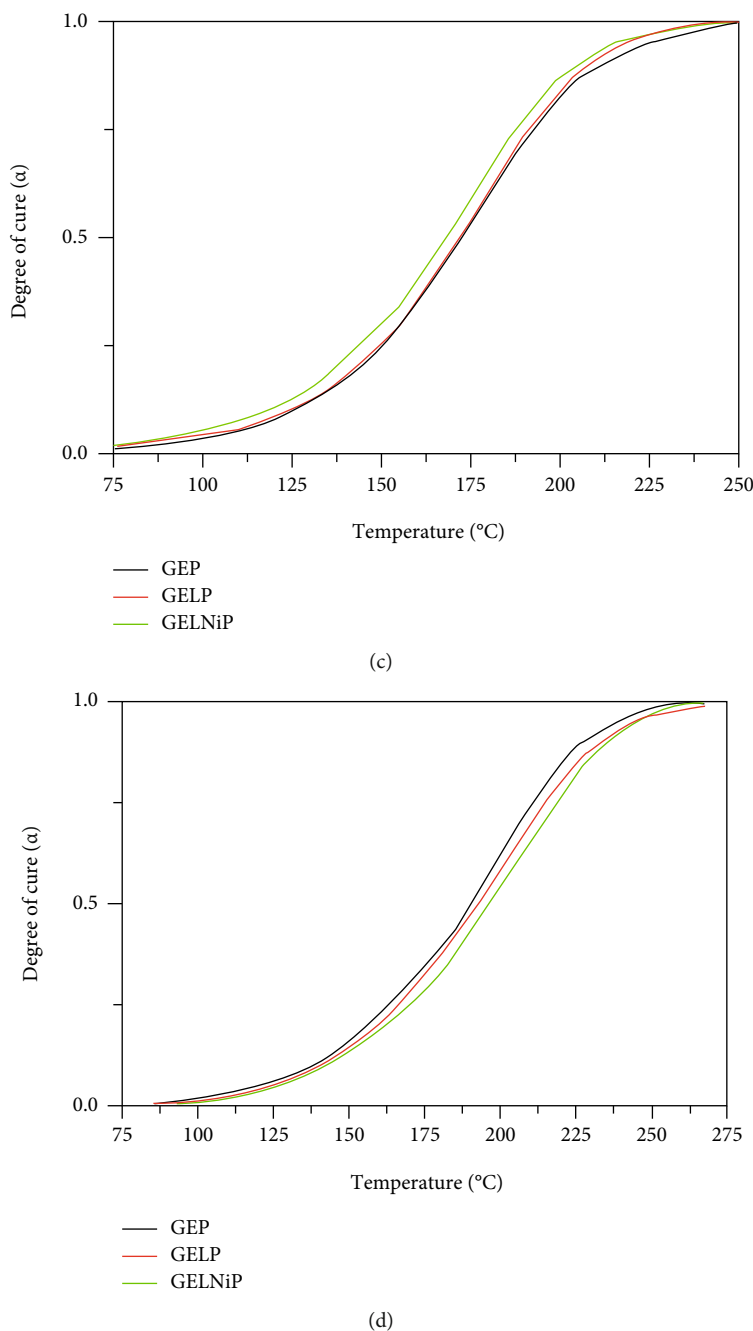 1.0
0.5
0.0
Degree of cure (α)
75 100 125 150 175 200 225 250
Temperature (°C)
GEP
GELP
GELNiP
(c)
1.0
0.5
0.0
Degree of cure (α)
75 100 125 150 175 200 225 250 275
Temperature (°C)
GEP
GELP
GELNiP
(d)